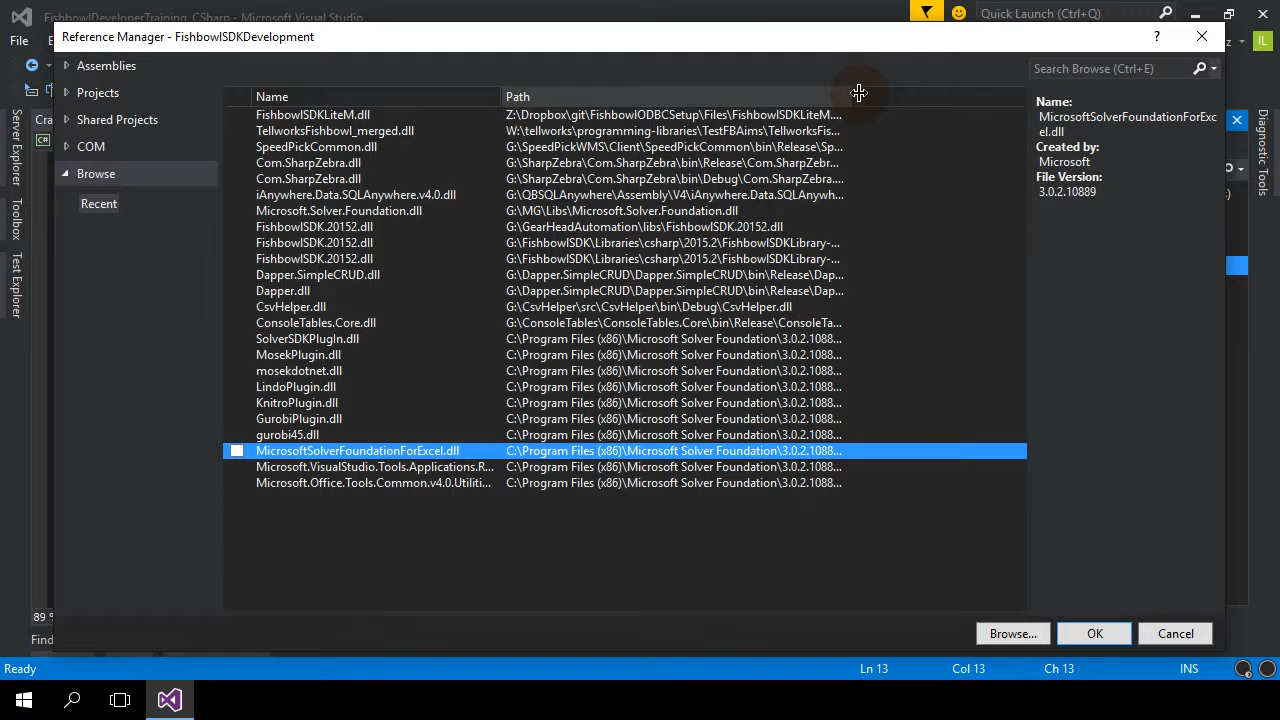 FishbowlDeveloperTraining_CSharp - Microsoft Visual Studio
Quick Launch (Ctrl+Q)
File
IL
Reference Manager - FishbowlSDKDevelopment
?
Assemblies
Projects
Shared Projects
COM
Browse
Recent
Search Browse (Ctrl+E)
Name Path
FishbowlSDKLiteM.dll Z:\Dropbox\git\FishbowlODBCSetup\Files\FishbowlSDKLiteM....
TellworksFishbowl_merged.dll W:\tellworks\programming-libraries\TestFBAims\TellworksFis...
SpeedPickCommon.dll G:\SpeedPickWMS\Client\SpeedPickCommon\bin\Release\Sp...
Com.SharpZebra.dll G:\SharpZebra\Com.SharpZebra\bin\Release\Com.SharpZebr...
Com.SharpZebra.dll G:\SharpZebra\Com.SharpZebra\bin\Debug\Com.SharpZebra....
iAnywhere.Data.SQLAnywhere.v4.0.dll G:\QBSQLAnywhere\Assembly\V4\iAnywhere.Data.SQLAnywh...
Microsoft.Solver.Foundation.dll G:\MG\Libs\Microsoft.Solver.Foundation.dll
FishbowlSDK.20152.dll G:\GearHeadAutomation\libs\FishbowlSDK.20152.dll
FishbowlSDK.20152.dll G:\FishbowlSDK\Libraries\csharp\2015.2\FishbowlSDKLibrary-...
FishbowlSDK.20152.dll G:\FishbowlSDK\Libraries\csharp\2015.2\FishbowlSDKLibrary-...
Dapper.SimpleCRUD.dll G:\Dapper.SimpleCRUD\Dapper.SimpleCRUD\bin\Release\Dap...
Dapper.dll G:\Dapper.SimpleCRUD\Dapper.SimpleCRUD\bin\Release\Dap...
CsvHelper.dll G:\CsvHelper\src\CsvHelper\bin\Debug\CsvHelper.dll
ConsoleTables.Core.dll G:\ConsoleTables\ConsoleTables.Core\bin\Release\ConsoleTa...
SolverSDKPlugIn.dll C:\Program Files (x86)\Microsoft Solver Foundation\3.0.2.1088...
MosekPlugin.dll C:\Program Files (x86)\Microsoft Solver Foundation\3.0.2.1088...
mosekdotnet.dll C:\Program Files (x86)\Microsoft Solver Foundation\3.0.2.1088...
LindoPlugin.dll C:\Program Files (x86)\Microsoft Solver Foundation\3.0.2.1088...
KnitroPlugin.dll C:\Program Files (x86)\Microsoft Solver Foundation\3.0.2.1088...
GurobiPlugin.dll C:\Program Files (x86)\Microsoft Solver Foundation\3.0.2.1088...
gurobi45.dll C:\Program Files (x86)\Microsoft Solver Foundation\3.0.2.1088...
MicrosoftSolverFoundationForExcel.dll C:\Program Files (x86)\Microsoft Solver Foundation\3.0.2.1088...
Microsoft.VisualStudio.Tools.Applications.R... C:\Program Files (x86)\Microsoft Solver Foundation\3.0.2.1088...
Microsoft.Office.Tools.Common.v4.0.Utiliti... C:\Program Files (x86)\Microsoft Solver Foundation\3.0.2.1088...
Name:
MicrosoftSolverFoundationForExc
el.dll
Created by:
Microsoft
File Version:
3.0.2.10889
Server Explorer
Toolbox
Test Explorer
Diagnostic Tools
Cra
C#
89 %
Find
Browse...
OK
Cancel
Ready
Ln 13
Col 13
Ch 13
INS